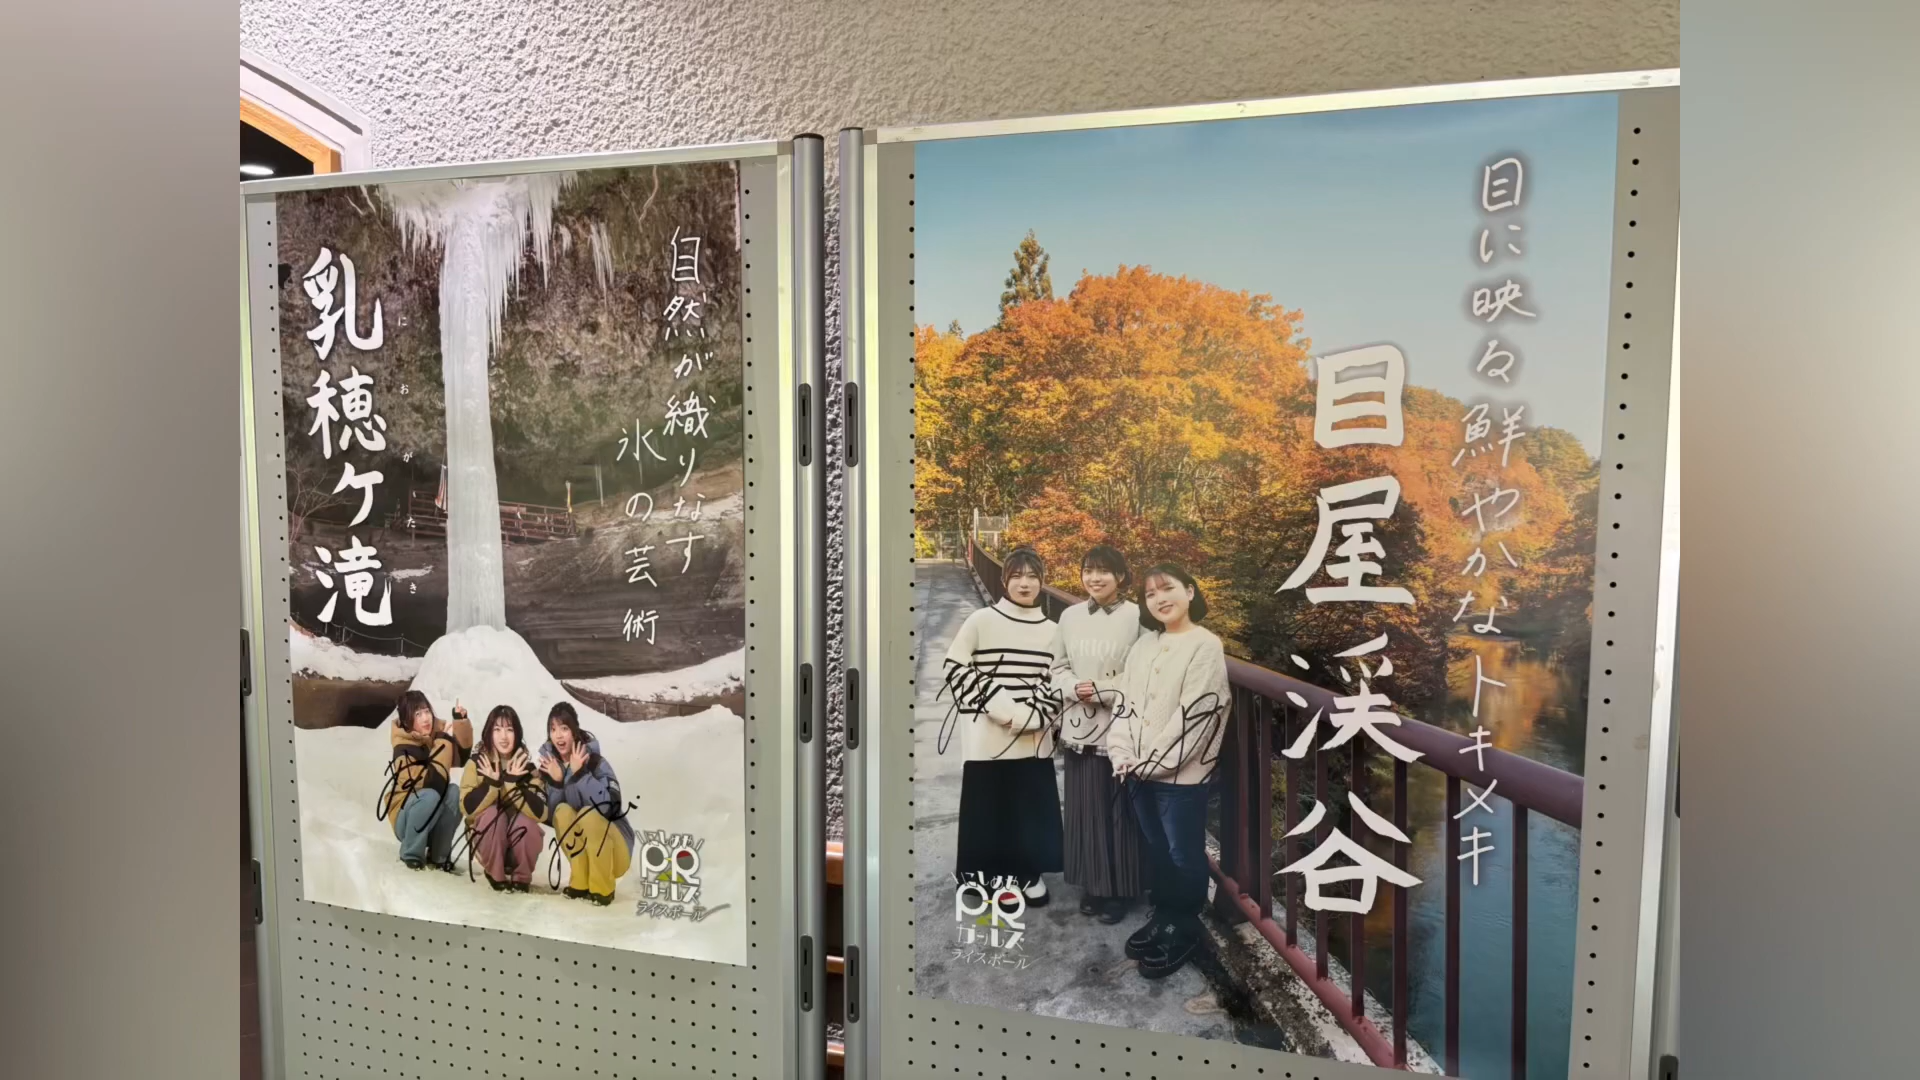 自然が織りなす
氷の芸術
乳穂ケ滝
におがたき
にしめや
PRガールズ
ライスボール
目に映る鮮やかなトキメキ
目屋渓谷
にしめや
PRガールズ
ライスボール